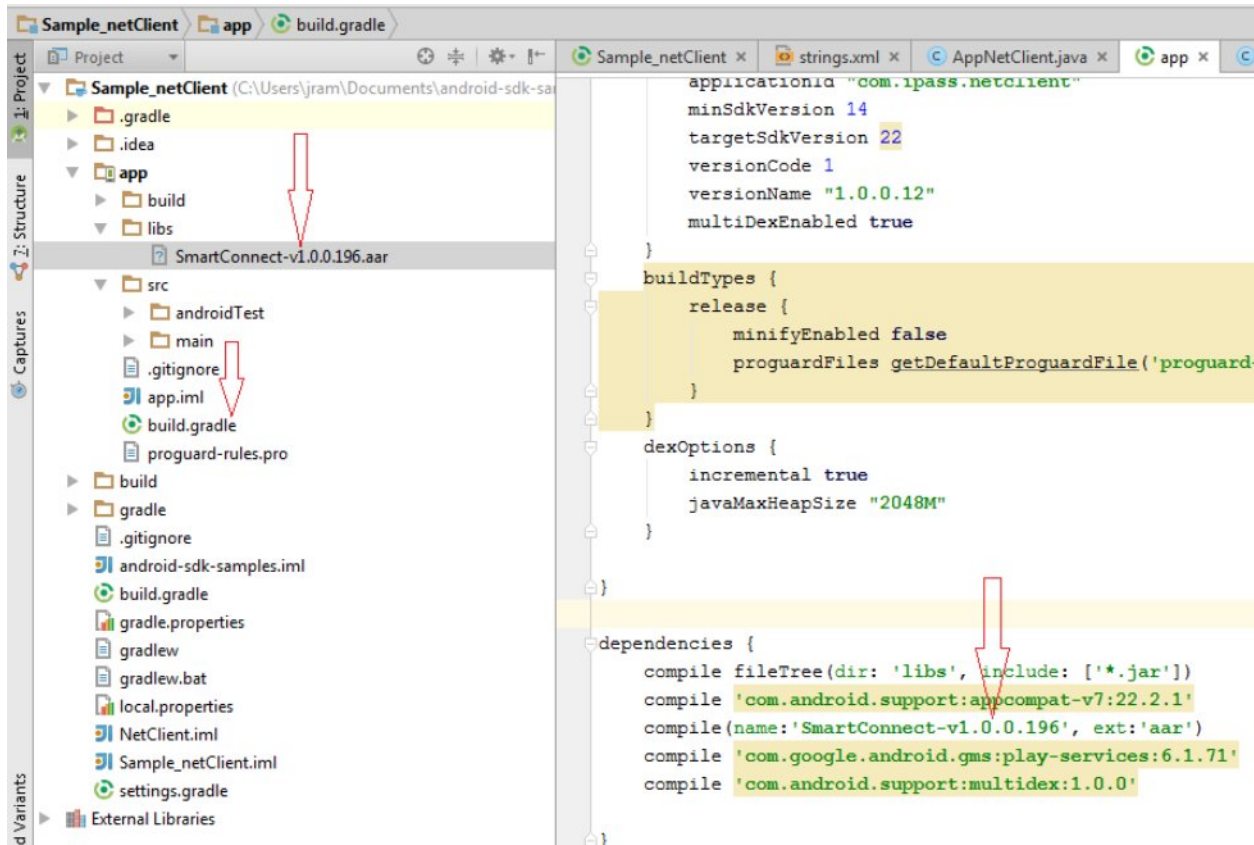 Sample_netClient app build.gradle
1: Project
7: Structure
Captures
d Variants
Project
Sample_netClient (C:\Users\jram\Documents\android-sdk-sa
.gradle
.idea
app
build
libs
SmartConnect-v1.0.0.196.aar
src
androidTest
main
.gitignore
app.iml
build.gradle
proguard-rules.pro
build
gradle
.gitignore
android-sdk-samples.iml
build.gradle
gradle.properties
gradlew
gradlew.bat
local.properties
NetClient.iml
Sample_netClient.iml
settings.gradle
External Libraries
Sample_netClient strings.xml AppNetClient.java app
applicationId "com.ipass.netclient"
minSdkVersion 14
targetSdkVersion 22
versionCode 1
versionName "1.0.0.12"
multiDexEnabled true
}
buildTypes {
release {
minifyEnabled false
proguardFiles getDefaultProguardFile('proguard-
}
}
dexOptions {
incremental true
javaMaxHeapSize "2048M"
}
}
dependencies {
compile fileTree(dir: 'libs', include: ['*.jar'])
compile 'com.android.support:appcompat-v7:22.2.1'
compile(name:'SmartConnect-v1.0.0.196', ext:'aar')
compile 'com.google.android.gms:play-services:6.1.71'
compile 'com.android.support:multidex:1.0.0'
}